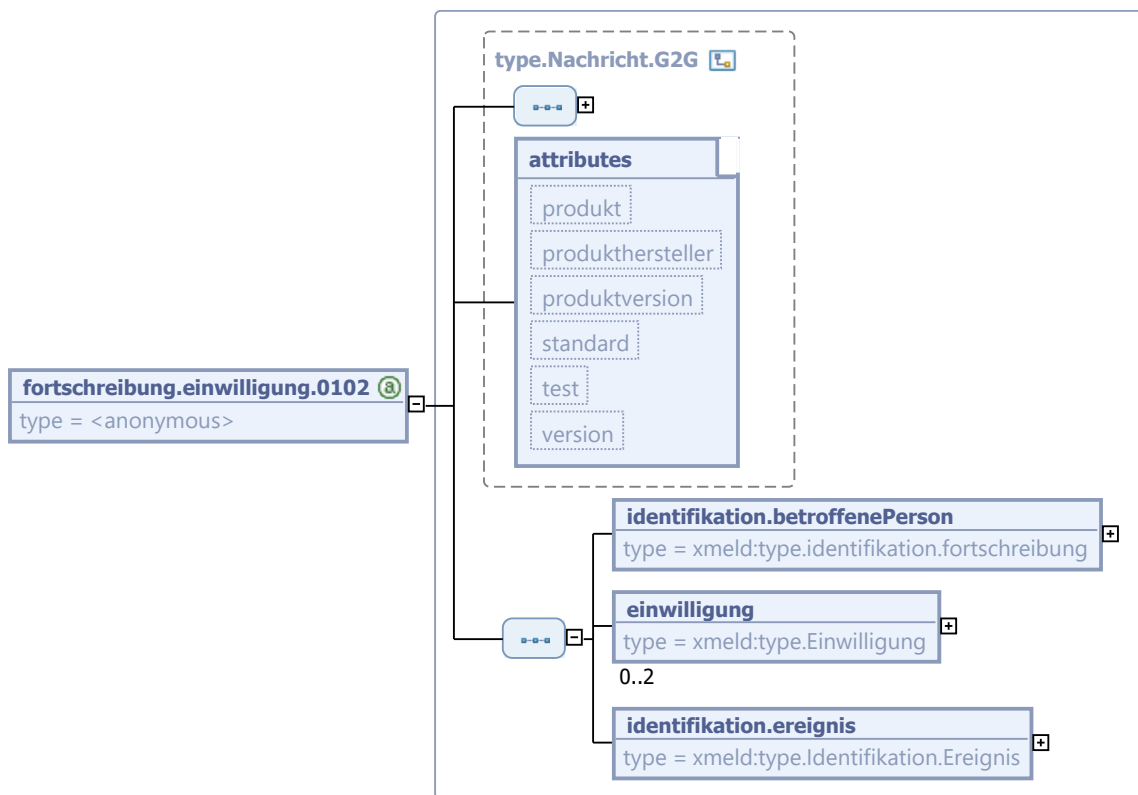 type.Nachricht.G2G
attributes
produkt
produkthersteller
produktversion
standard
test
version
fortschreibung.einwilligung.0102 a
type = <anonymous>
identifikation.betroffenePerson
type = xmeld:type.identifikation.fortschreibung
einwilligung
type = xmeld:type.Einwilligung
0..2
identifikation.ereignis
type = xmeld:type.Identifikation.Ereignis